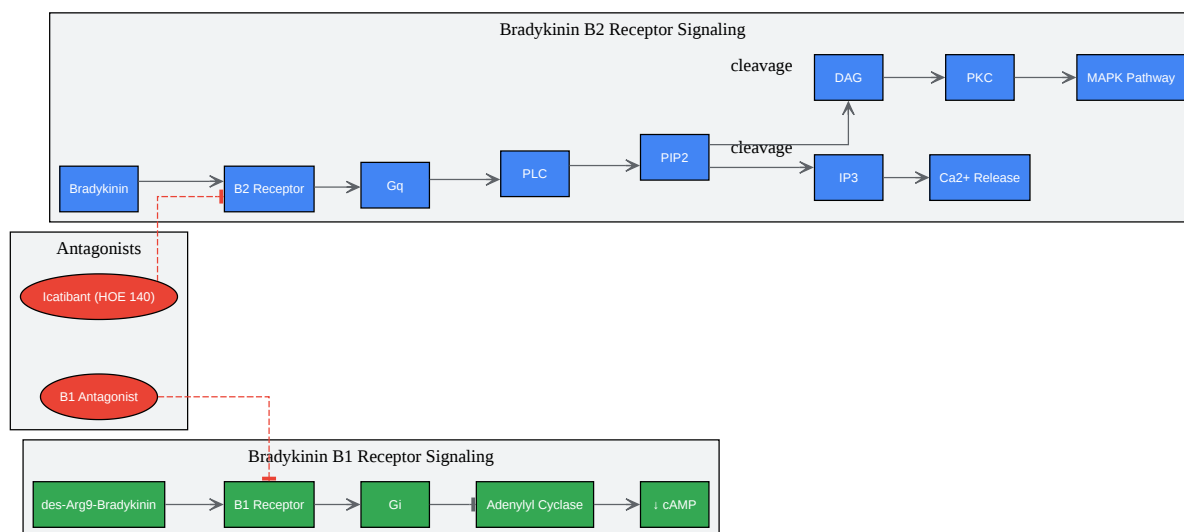 Bradykinin B2 Receptor Signaling
cleavage
DAG
PKC
MAPK Pathway
cleavage
Bradykinin
B2 Receptor
Gq
PLC
PIP2
IP3
Ca2+ Release
Antagonists
Icatibant (HOE 140)
B1 Antagonist
Bradykinin B1 Receptor Signaling
des-Arg9-Bradykinin
B1 Receptor
Gi
Adenylyl Cyclase
↓ cAMP